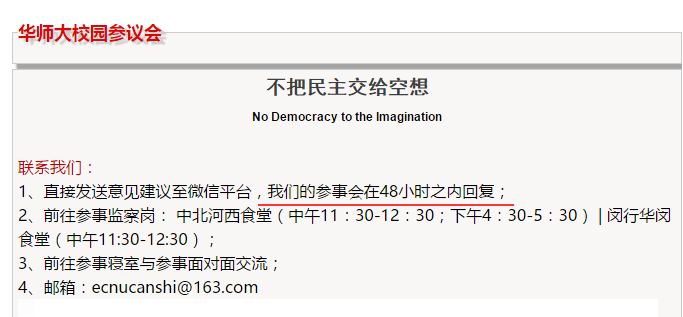 华师大校园参议会
不把民主交给空想
No Democracy to the Imagination
联系我们：
1、直接发送意见建议至微信平台，我们的参事会在48小时之内回复；
2、前往参事监察岗： 中北河西食堂（中午11：30-12：30；下午4：30-5：30）｜闵行华闵
食堂（中午11:30-12:30）；
3、前往参事寝室与参事面对面交流；
4、邮箱：ecnucanshi@163.com